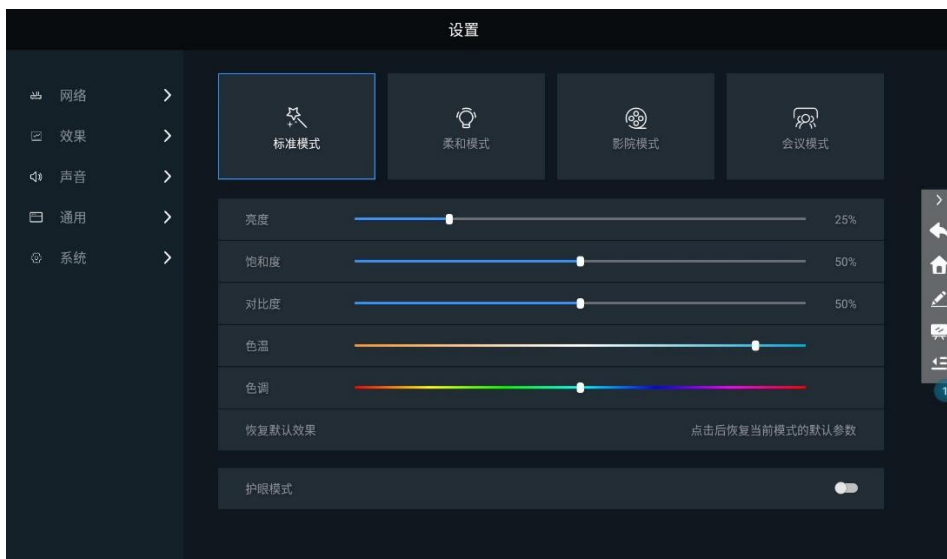 设置
网络
效果
声音
通用
系统
标准模式
柔和模式
影院模式
会议模式
亮度 25%
饱和度 50%
对比度 50%
色温
色调
恢复默认效果 点击后恢复当前模式的默认参数
护眼模式
1